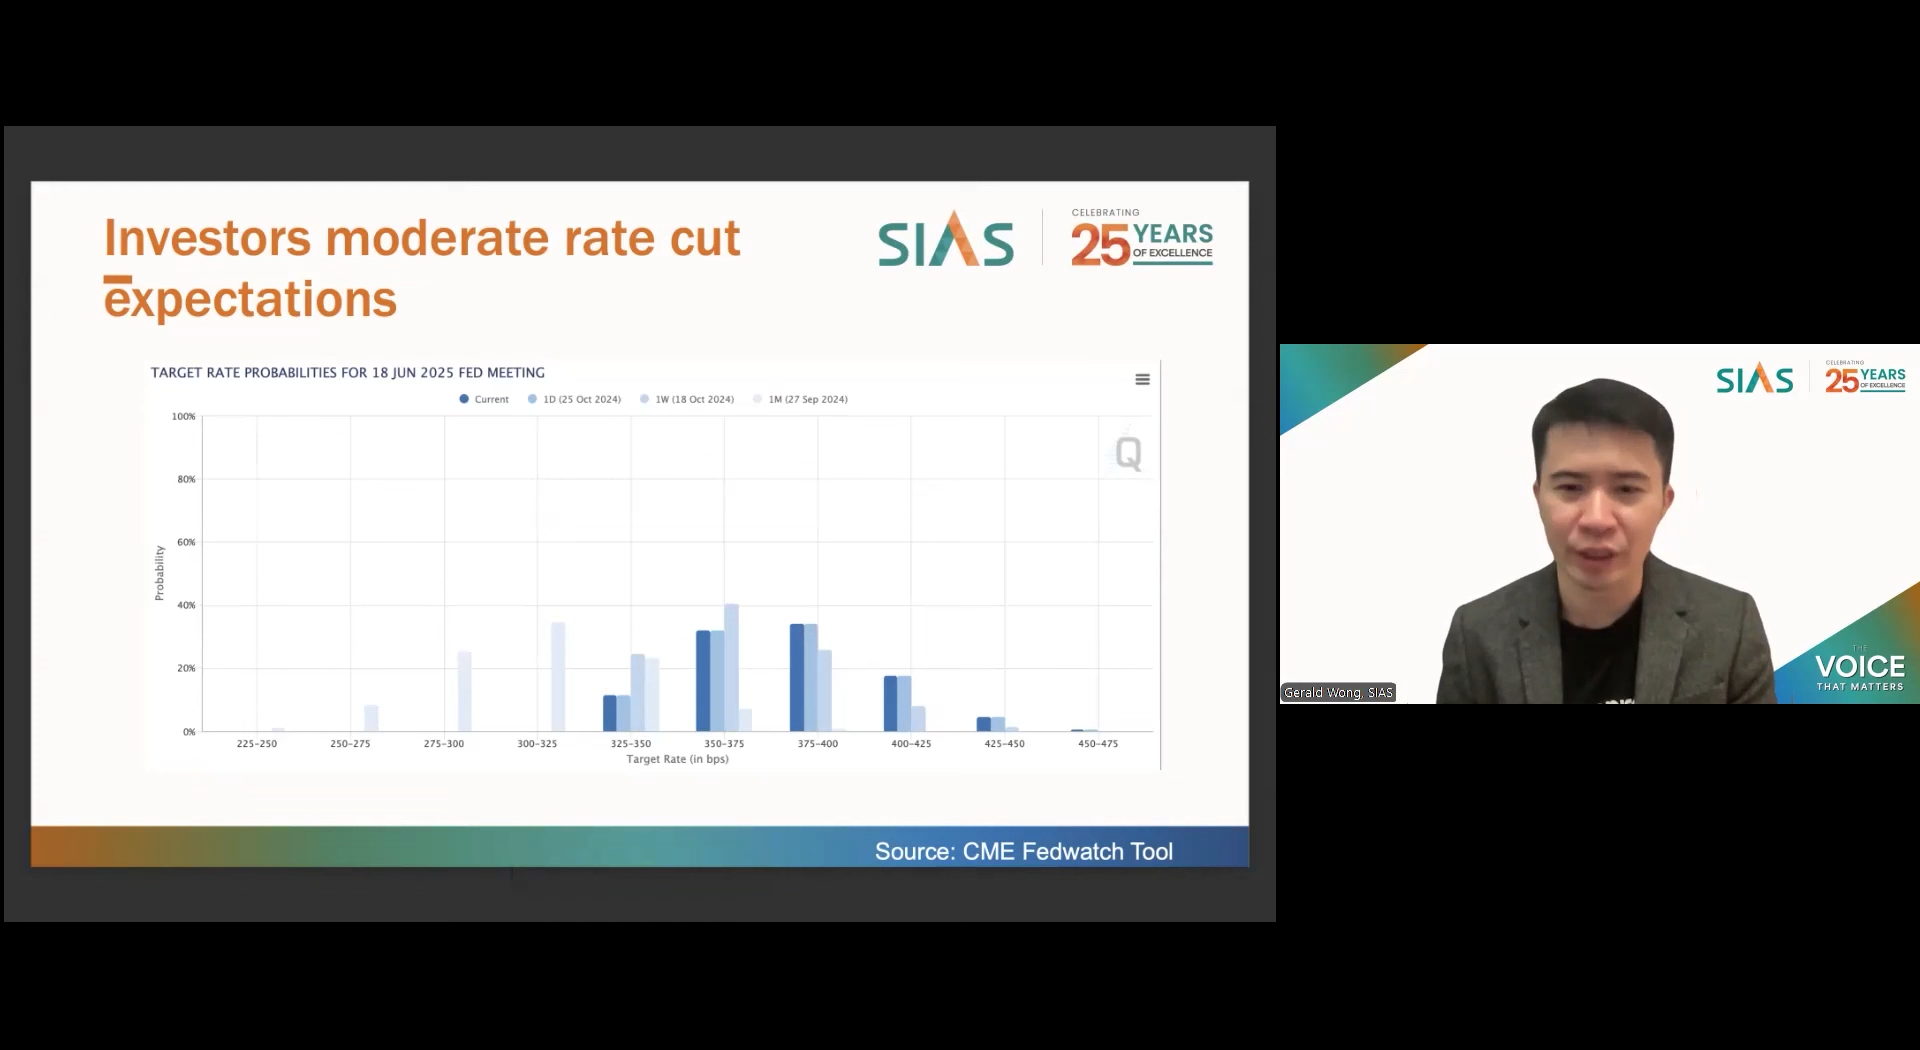 Investors moderate rate cut
expectations
SIAS
CELEBRATING
25 YEARS
OF EXCELLENCE
TARGET RATE PROBABILITIES FOR 18 JUN 2025 FED MEETING
Current 1D (25 Oct 2024) 1W (18 Oct 2024) 1M (27 Sep 2024)
Q
Probability
100%
80%
60%
40%
20%
0%
225-250 250-275 275-300 300-325 325-350 350-375 375-400 400-425 425-450 450-475
Target Rate (in bps)
Source: CME Fedwatch Tool
SIAS
CELEBRATING
25 YEARS
OF EXCELLENCE
THE
VOICE
THAT MATTERS
Gerald Wong, SIAS